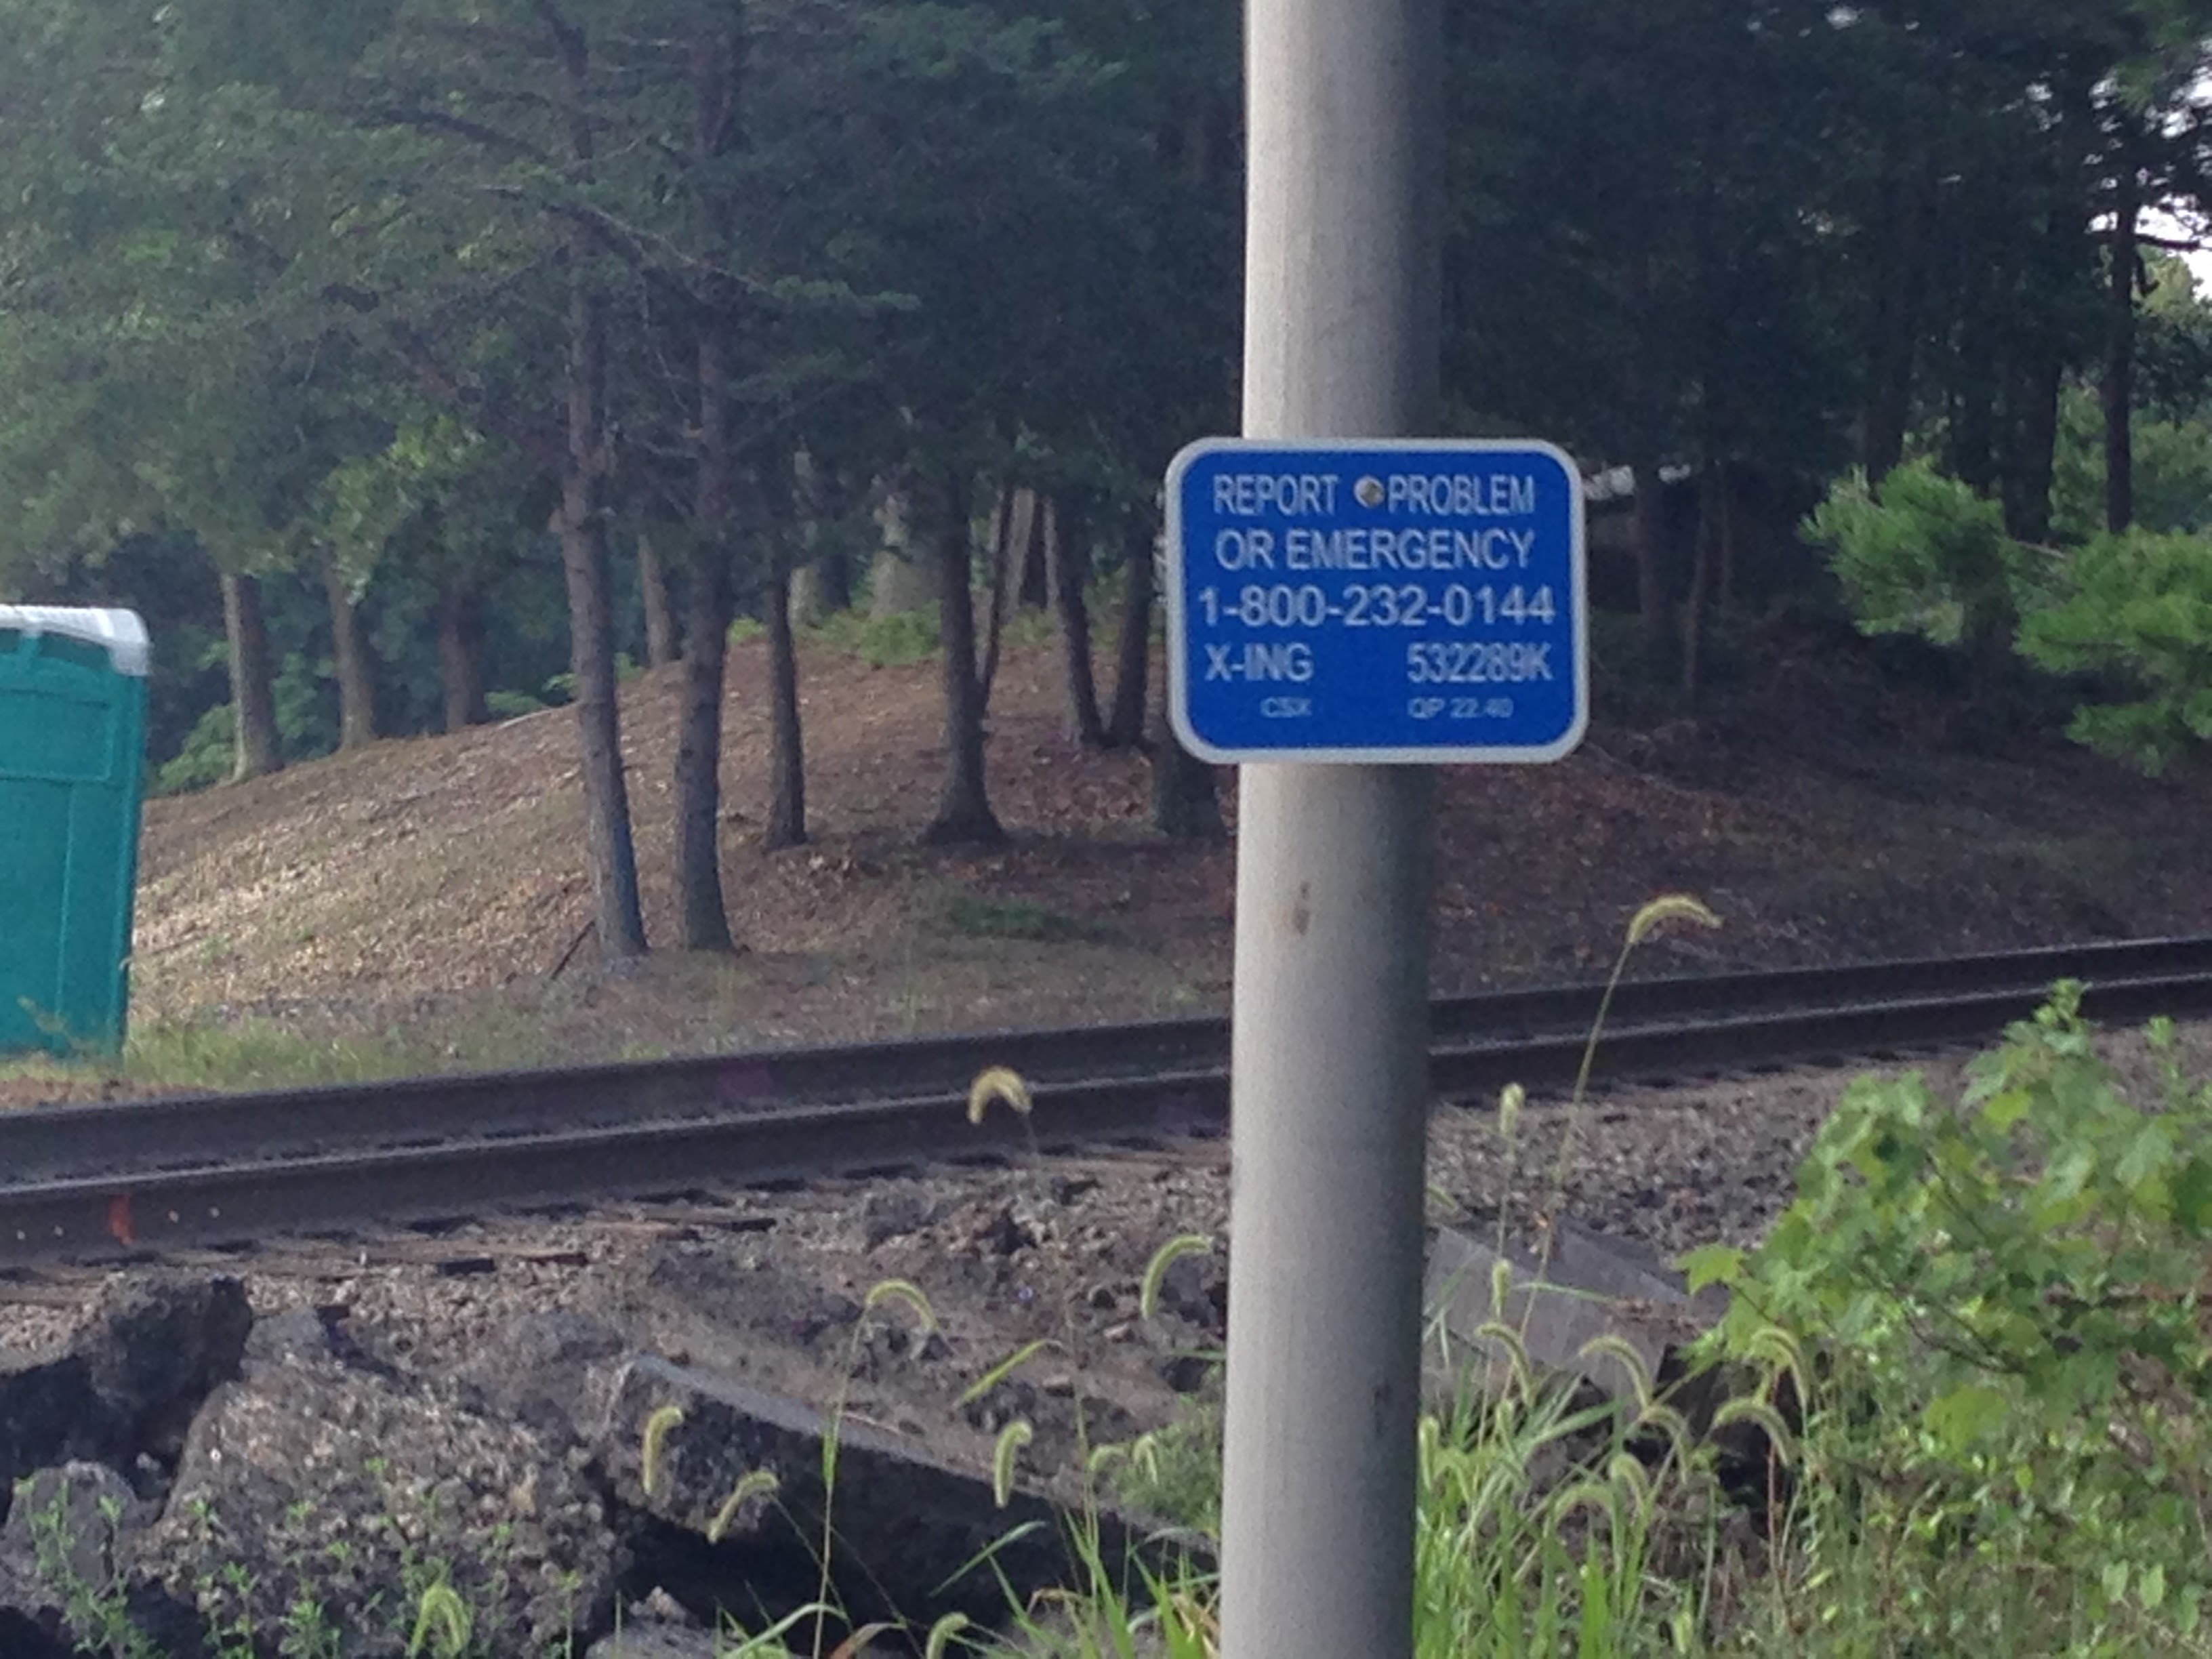 REPORT PROBLEM
OR EMERGENCY
1-800-232-0144
X-ING 532289K
CSX QP 22.40